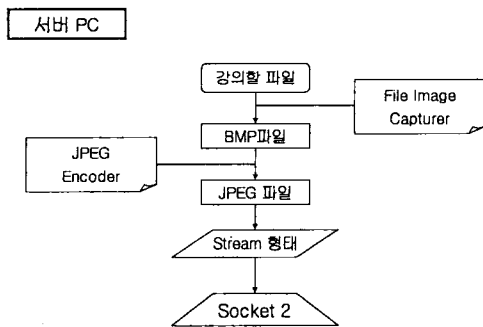 서버 PC
강의할 파일
File Image
Capturer
BMP파일
JPEG
Encoder
JPEG 파일
Stream 형태
Socket 2